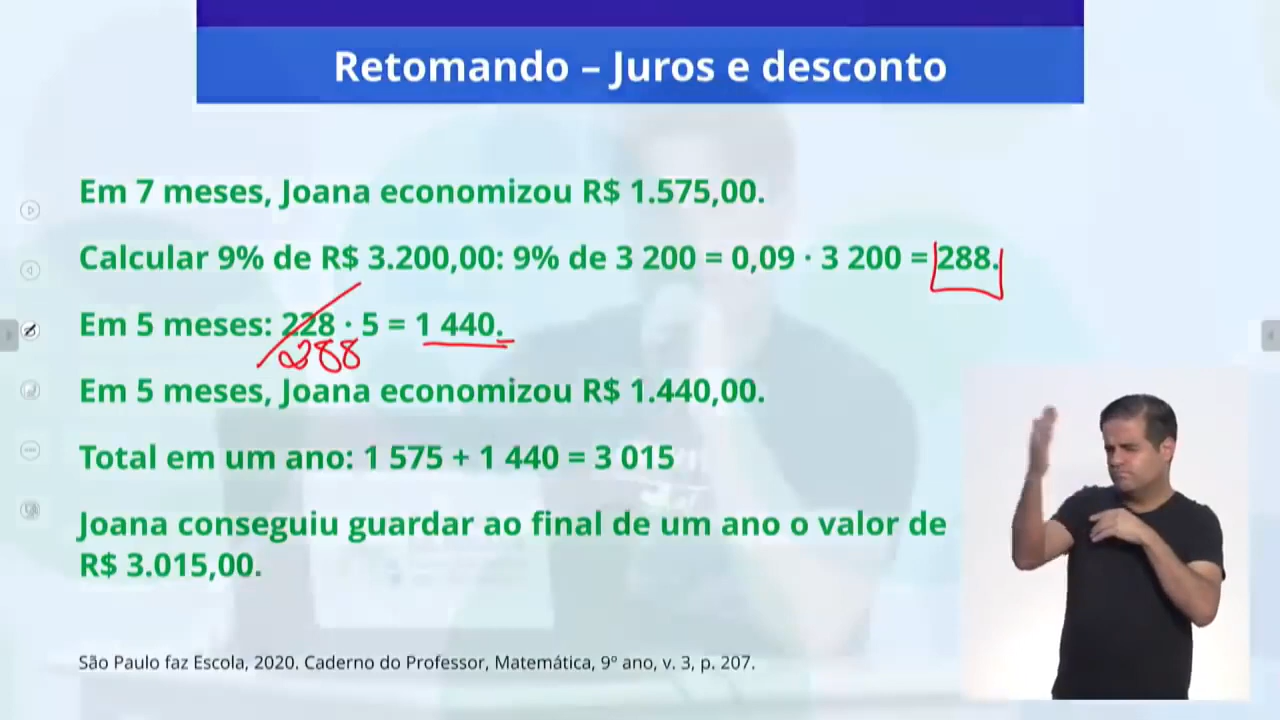 Retomando – Juros e desconto
Em 7 meses, Joana economizou R$ 1.575,00.
Calcular 9% de R$ 3.200,00: 9% de 3 200 = 0,09 · 3 200 = 288.
Em 5 meses: 228 · 5 = 1 440.
288
Em 5 meses, Joana economizou R$ 1.440,00.
Total em um ano: 1 575 + 1 440 = 3 015
Joana conseguiu guardar ao final de um ano o valor de
R$ 3.015,00.
São Paulo faz Escola, 2020. Caderno do Professor, Matemática, 9º ano, v. 3, p. 207.